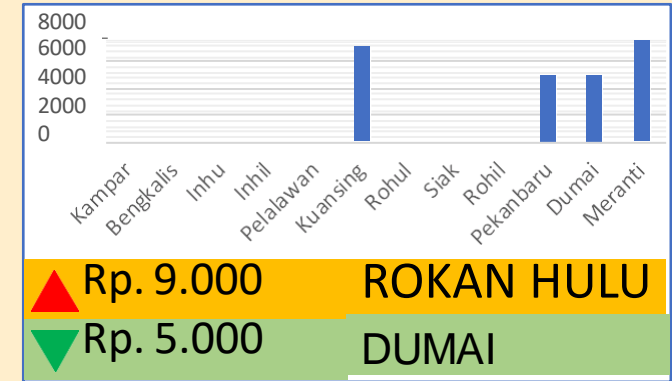 8000
6000
4000
2000
0
Kampar
Bengkalis
Inhu
Inhil
Pelalawan
Kuansing
Rohul
Siak
Rohil
Pekanbaru
Dumai
Meranti
Rp. 9.000 ROKAN HULU
Rp. 5.000 DUMAI